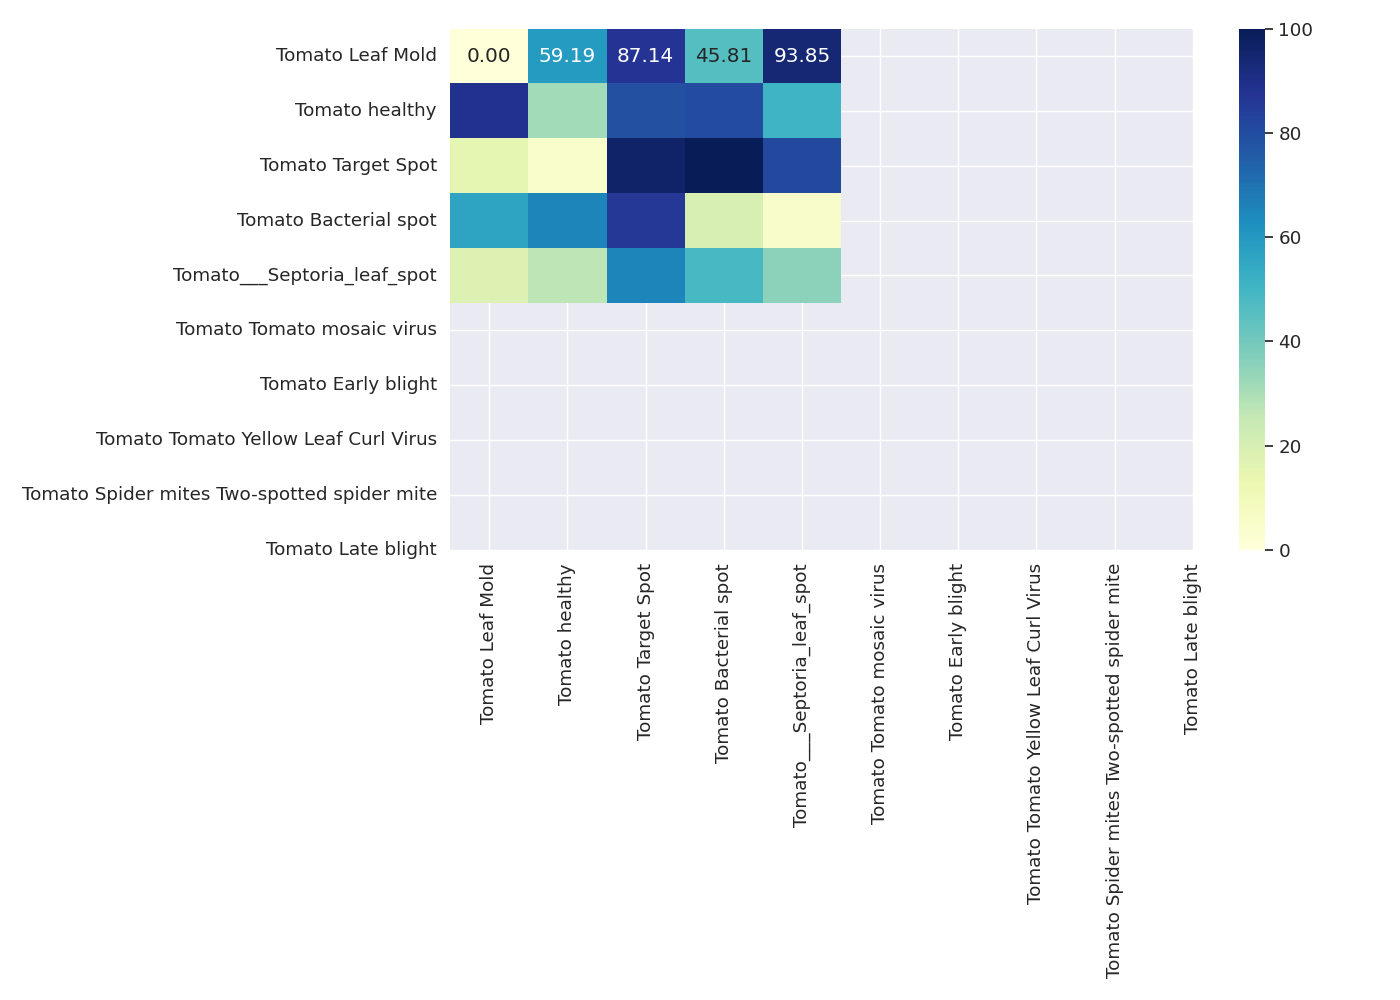 Tomato Leaf Mold
Tomato healthy
Tomato Target Spot
Tomato Bacterial spot
Tomato___Septoria_leaf_spot
Tomato Tomato mosaic virus
Tomato Early blight
Tomato Tomato Yellow Leaf Curl Virus
Tomato Spider mites Two-spotted spider mite
Tomato Late blight
0.00 59.19 87.14 45.81 93.85
100
80
60
40
20
0
Tomato Leaf Mold
Tomato healthy
Tomato Target Spot
Tomato Bacterial spot
Tomato___Septoria_leaf_spot
Tomato Tomato mosaic virus
Tomato Early blight
Tomato Tomato Yellow Leaf Curl Virus
Tomato Spider mites Two-spotted spider mite
Tomato Late blight